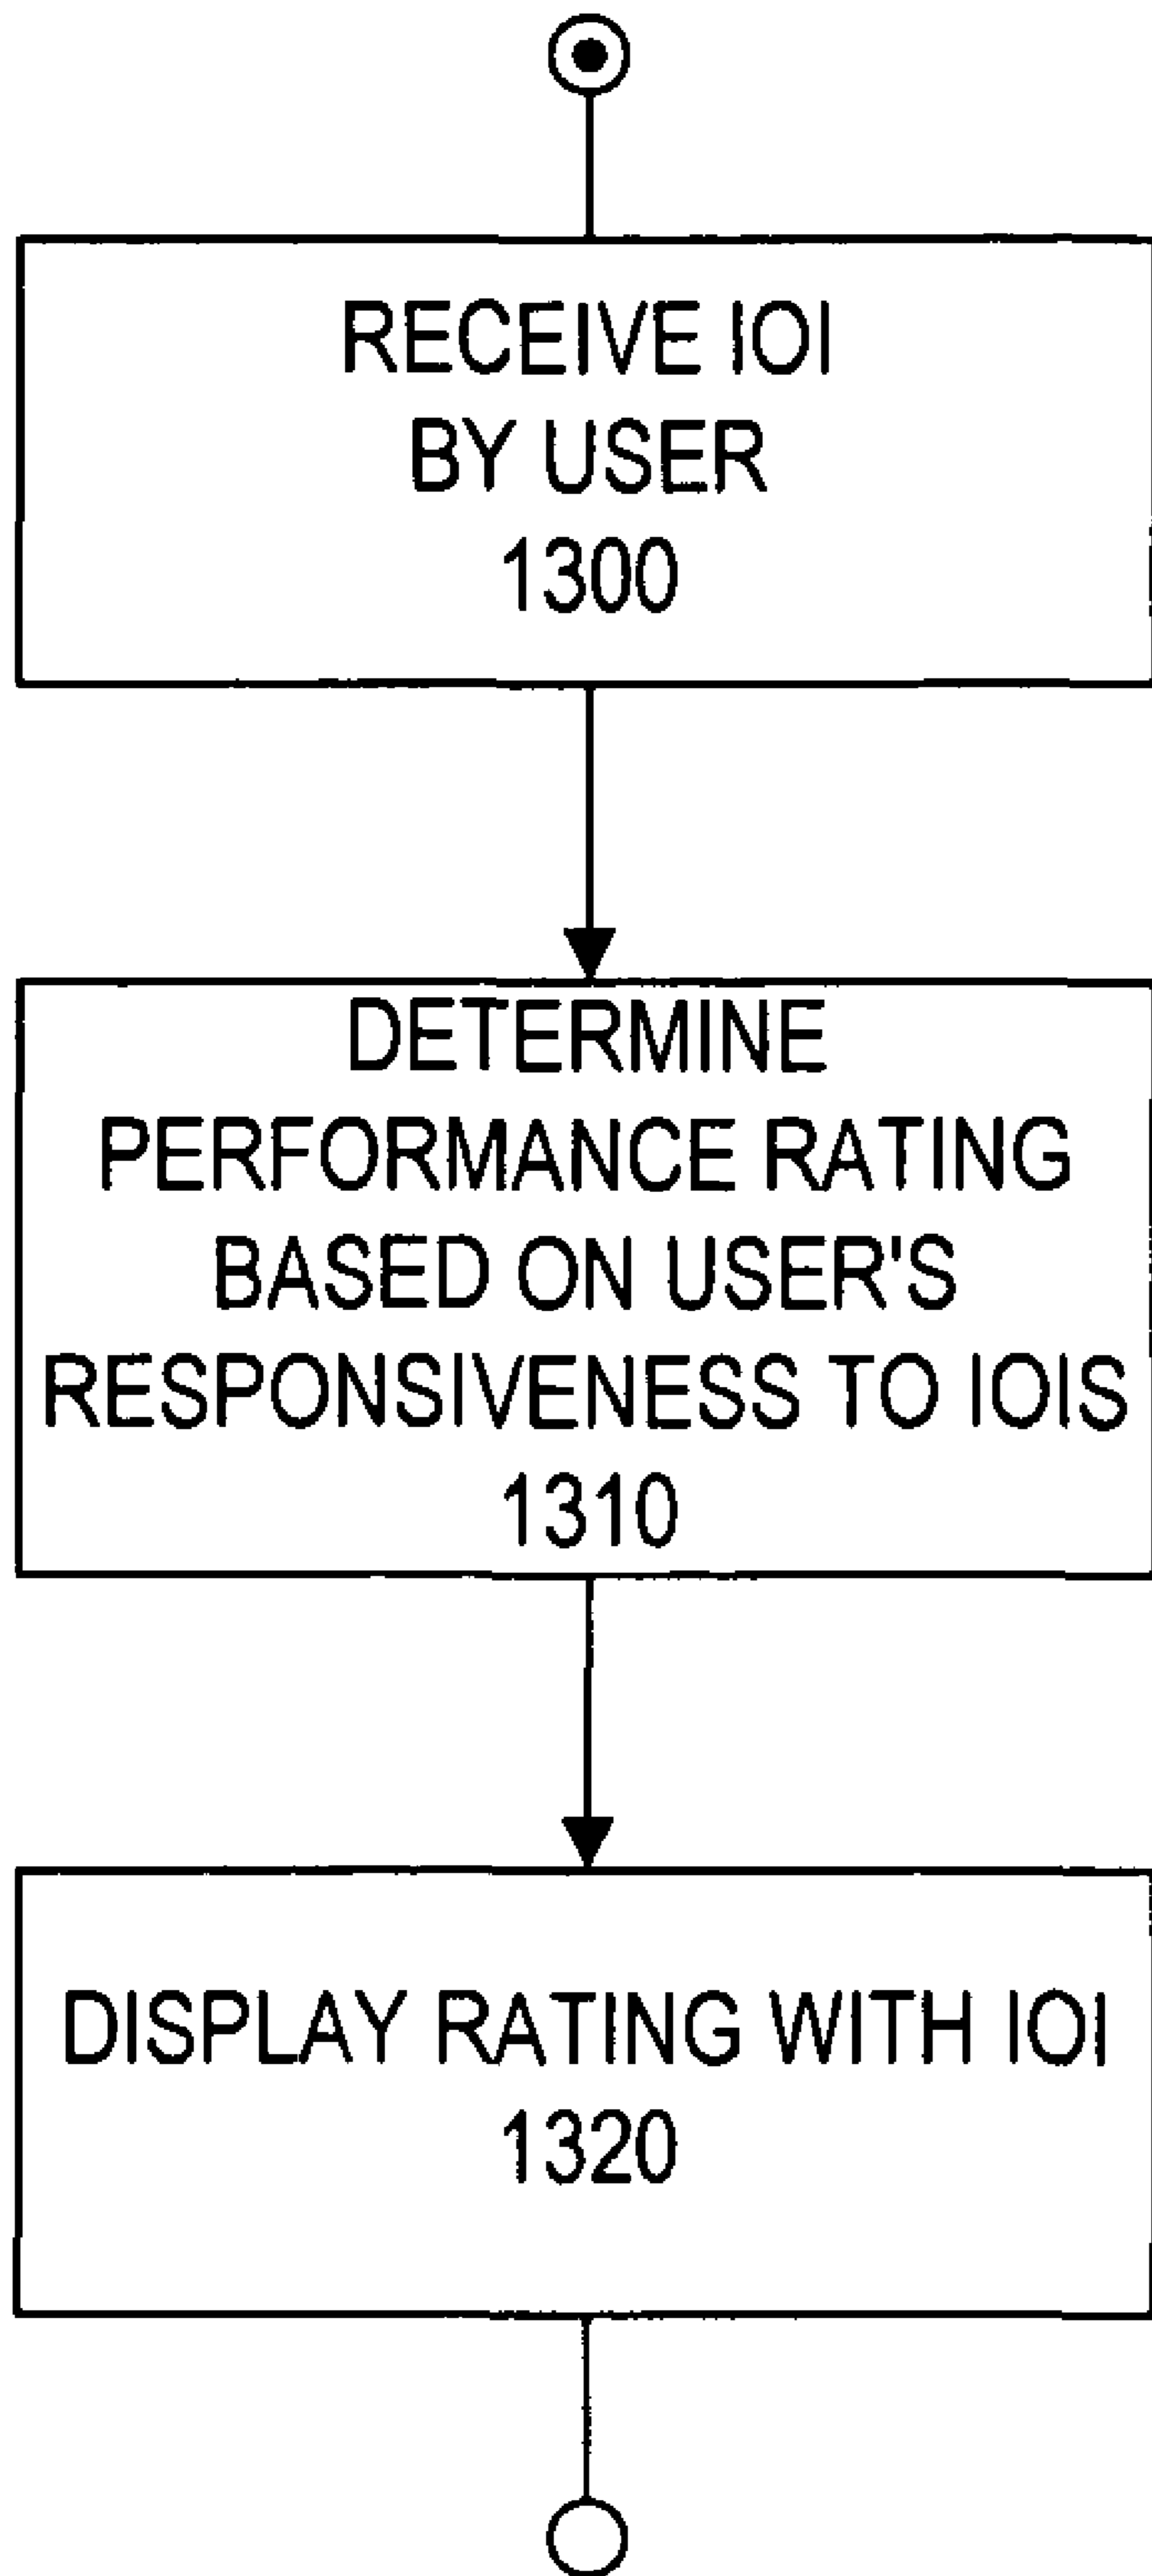 RECEIVE IOI
BY USER
1300
DETERMINE
PERFORMANCE RATING
BASED ON USER'S
RESPONSIVENESS TO IOIS
1310
DISPLAY RATING WITH IOI
1320